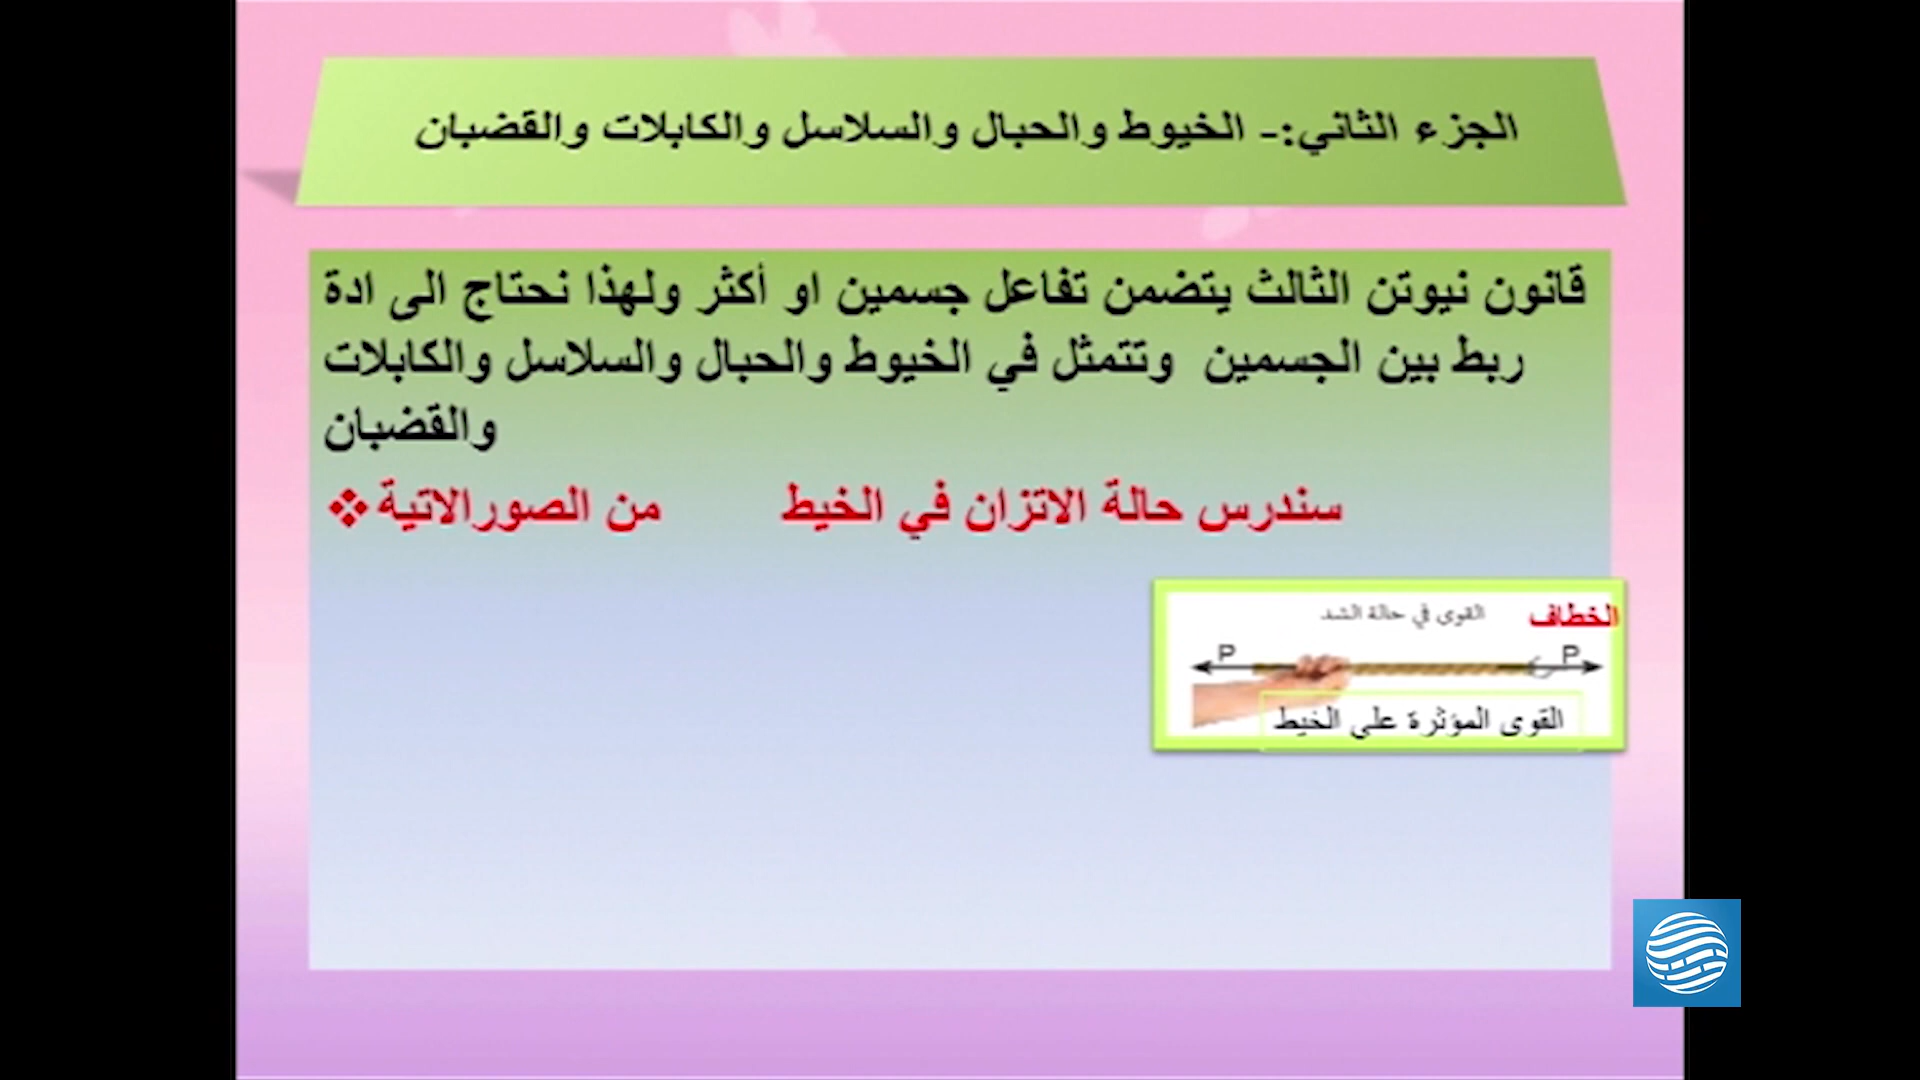 الجزء الثاني:- الخيوط والحبال والسلاسل والكابلات والقضبان
قانون نيوتن الثالث يتضمن تفاعل جسمين او أكثر ولهذا نحتاج الى ادة
ربط بين الجسمين وتتمثل في الخيوط والحبال والسلاسل والكابلات
والقضبان
سندرس حالة الاتزان في الخيط من الصورالاتية
الخطاف
القوى في حالة الشد
P P
القوى المؤثرة على الخيط